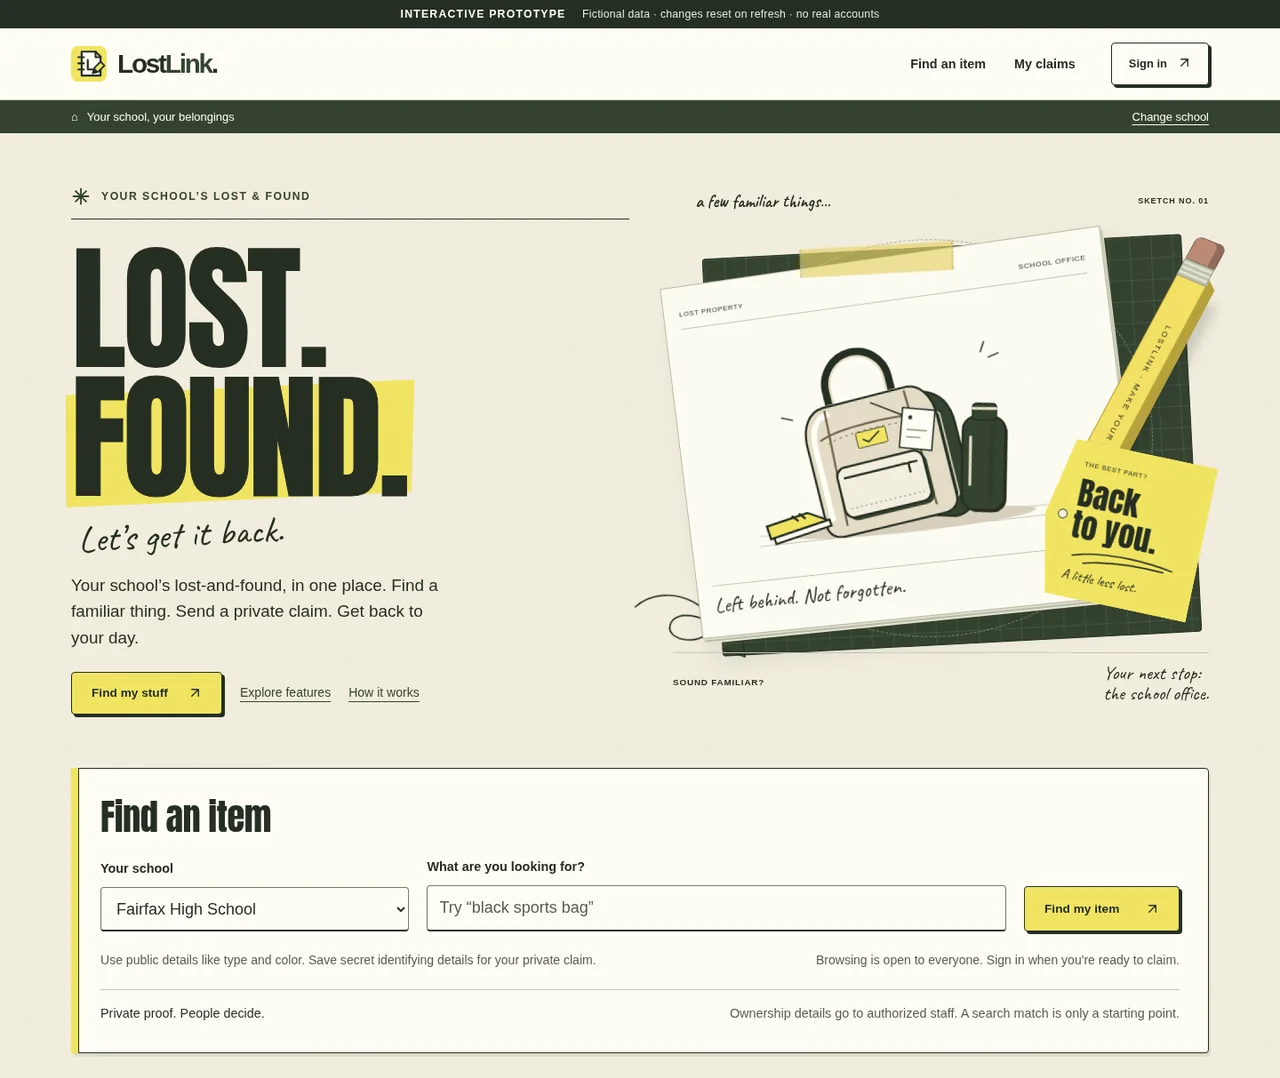 INTERACTIVE PROTOTYPE Fictional data · changes reset on refresh · no real accounts
LostLink.
Find an item
My claims
Sign in
Your school, your belongings
Change school
YOUR SCHOOL’S LOST & FOUND
LOST.
FOUND.
Let’s get it back.
Your school’s lost-and-found, in one place. Find a
familiar thing. Send a private claim. Get back to
your day.
Find my stuff
Explore features
How it works
a few familiar things...
SKETCH NO. 01
LOST PROPERTY
SCHOOL OFFICE
LOSTLINK · MAKE YOUR
THE BEST PART?
Back
to you.
A little less lost.
Left behind. Not forgotten.
SOUND FAMILIAR?
Your next stop:
the school office.
Find an item
Your school
Fairfax High School
What are you looking for?
Try “black sports bag”
Find my item
Use public details like type and color. Save secret identifying details for your private claim.
Browsing is open to everyone. Sign in when you're ready to claim.
Private proof. People decide.
Ownership details go to authorized staff. A search match is only a starting point.